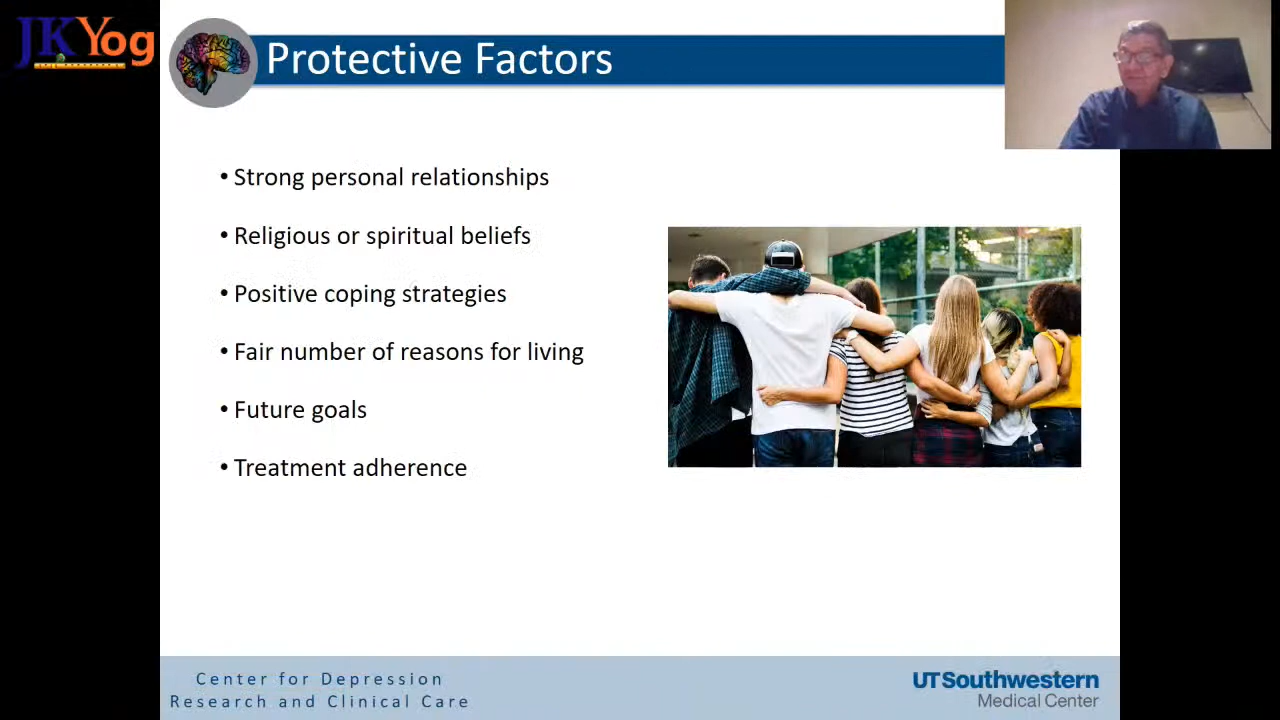 JKYog
Protective Factors
• Strong personal relationships
• Religious or spiritual beliefs
• Positive coping strategies
• Fair number of reasons for living
• Future goals
• Treatment adherence
Center for Depression
Research and Clinical Care
UTSouthwestern
Medical Center